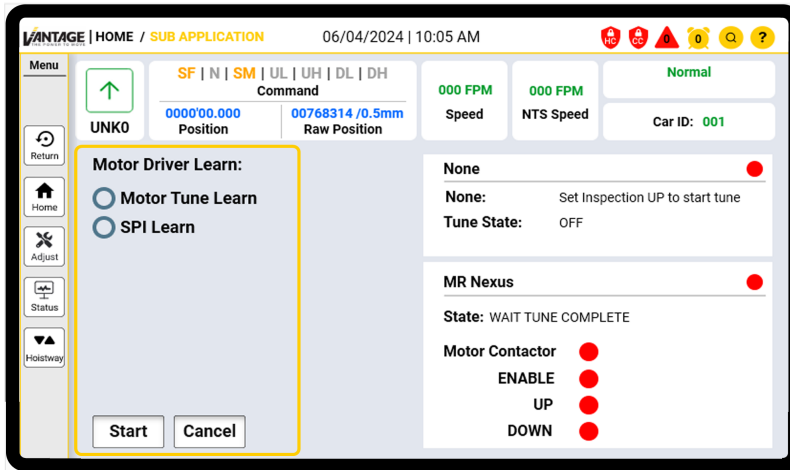 VANTAGE | HOME / SUB APPLICATION 06/04/2024 | 10:05 AM HC CC 0 0 ?
THE POWER TO MOVE
Menu
Return
Home
Adjust
Status
Hoistway
UNK0
SF | N | SM | UL | UH | DL | DH
Command
0000'00.000
Position
00768314 /0.5mm
Raw Position
000 FPM
Speed
000 FPM
NTS Speed
Normal
Car ID: 001
Motor Driver Learn:
Motor Tune Learn
SPI Learn
Start Cancel
None
None: Set Inspection UP to start tune
Tune State: OFF
MR Nexus
State: WAIT TUNE COMPLETE
Motor Contactor
ENABLE
UP
DOWN